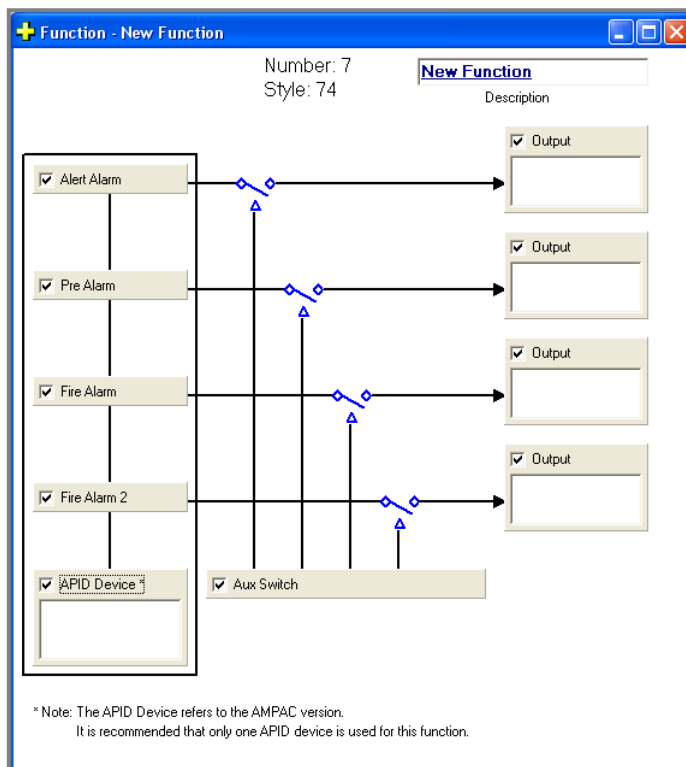 Function - New Function
Number: 7
Style: 74
New Function
Description
Output
Alert Alarm
Output
Pre Alarm
Output
Fire Alarm
Output
Fire Alarm 2
APID Device *
Aux Switch
* Note: The APID Device refers to the AMPAC version.
It is recommended that only one APID device is used for this function.